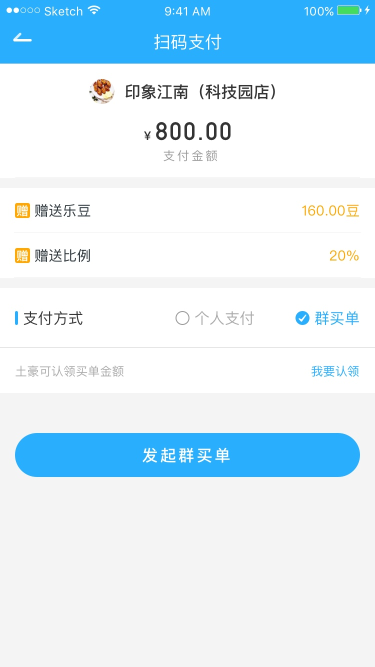 Sketch 9:41 AM 100%
扫码支付
印象江南（科技园店）
¥ 800.00
支付金额
赠 赠送乐豆 160.00豆
赠 赠送比例 20%
支付方式 个人支付 群买单
土豪可认领买单金额 我要认领
发起群买单